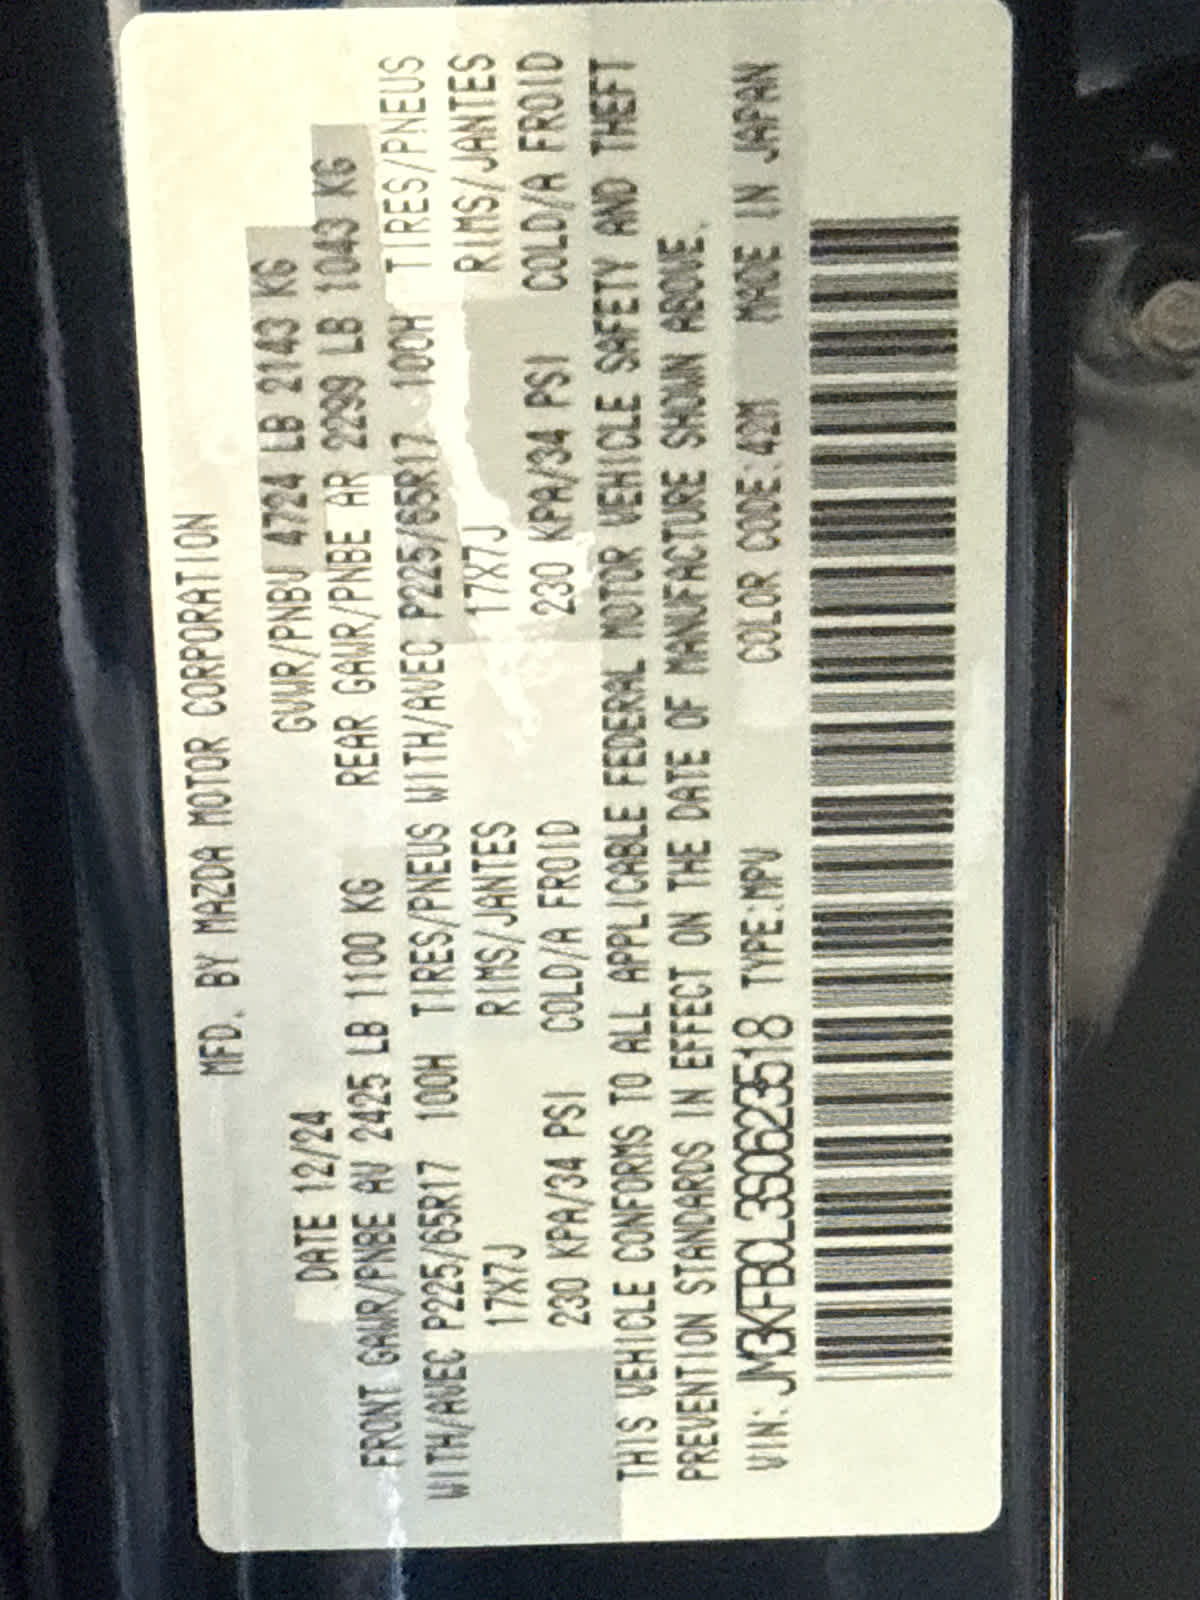 MFD. BY MAZDA MOTOR CORPORATION
DATE 12/24 GVWR/PNBV 4724 LB 2143 KG
FRONT GAWR/PNBE AV 2425 LB 1100 KG REAR GAWR/PNBE AR 2299 LB 1043 KG
WITH/AVEC P225/65R17 100H TIRES/PNEUS WITH/AVEC P225/65R17 100H TIRES/PNEUS
17X7J RIMS/JANTES 17X7J RIMS/JANTES
230 KPA/34 PSI COLD/A FROID 230 KPA/34 PSI COLD/A FROID
THIS VEHICLE CONFORMS TO ALL APPLICABLE FEDERAL MOTOR VEHICLE SAFETY AND THEFT
PREVENTION STANDARDS IN EFFECT ON THE DATE OF MANUFACTURE SHOWN ABOVE.
VIN: JM3KFBCL3S0623518 TYPE:MPV COLOR CODE:42M MADE IN JAPAN